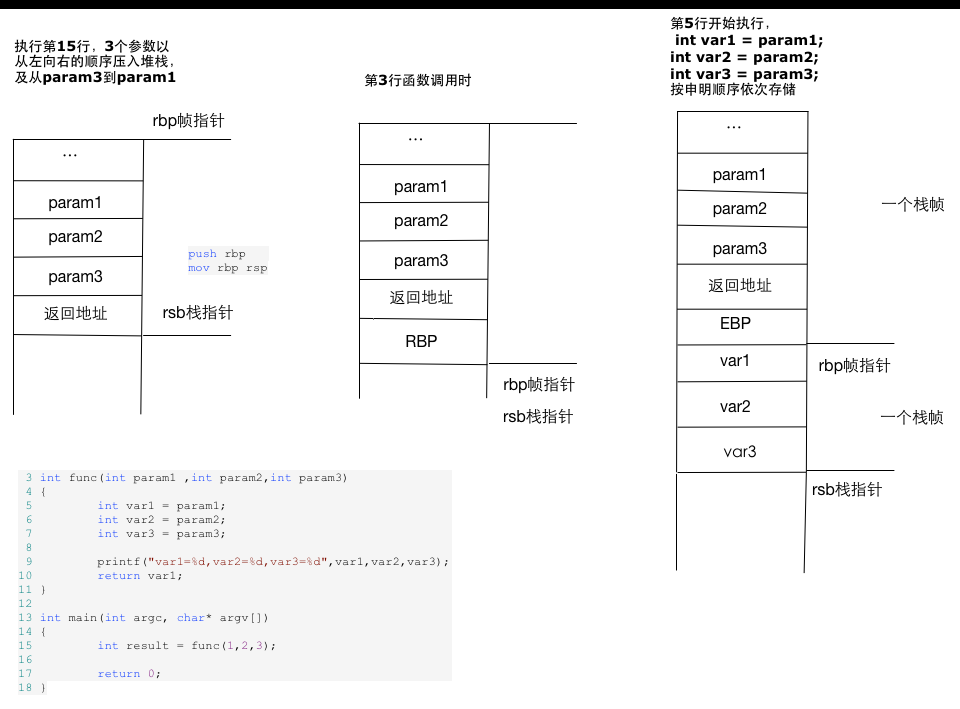 执行第15行，3个参数以
从左向右的顺序压入堆栈，
及从param3到param1
rbp帧指针
...
param1
param2
param3
返回地址
rsb栈指针
push rbp
mov rbp rsp
第3行函数调用时
...
param1
param2
param3
返回地址
RBP
rbp帧指针
rsb栈指针
第5行开始执行，
int var1 = param1;
int var2 = param2;
int var3 = param3;
按申明顺序依次存储
...
param1
param2
param3
返回地址
EBP
var1
var2
var3
一个栈帧
rbp帧指针
一个栈帧
rsb栈指针
3 int func(int param1 ,int param2,int param3)
4 {
5         int var1 = param1;
6         int var2 = param2;
7         int var3 = param3;
8
9         printf("var1=%d,var2=%d,var3=%d",var1,var2,var3);
10         return var1;
11 }
12
13 int main(int argc, char* argv[])
14 {
15         int result = func(1,2,3);
16
17         return 0;
18 }